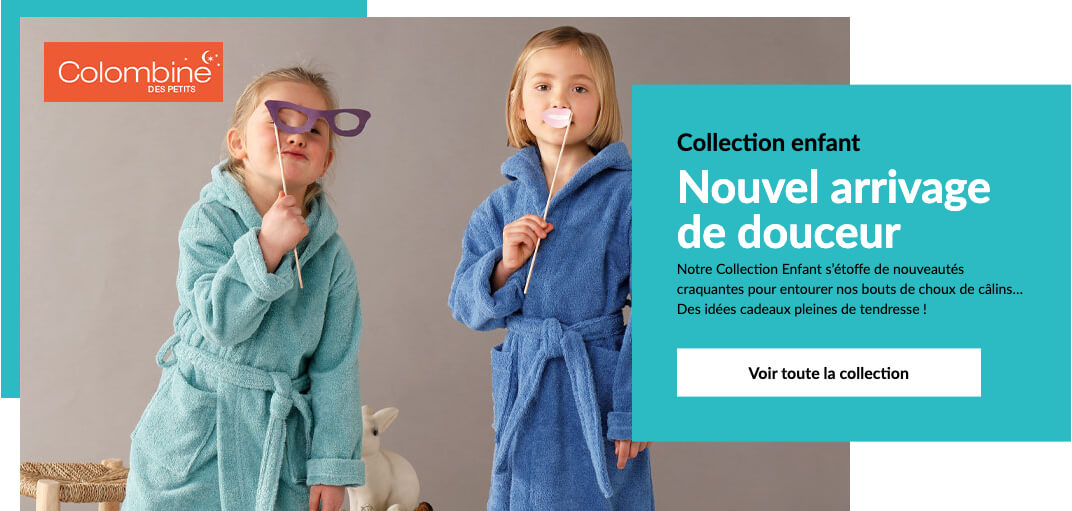 Colombine
DES PETITS
Collection enfant
Nouvel arrivage
de douceur
Notre Collection Enfant s'étoffe de nouveautés
craquantes pour entourer nos bouts de choux de câlins...
Des idées cadeaux pleines de tendresse !
Voir toute la collection